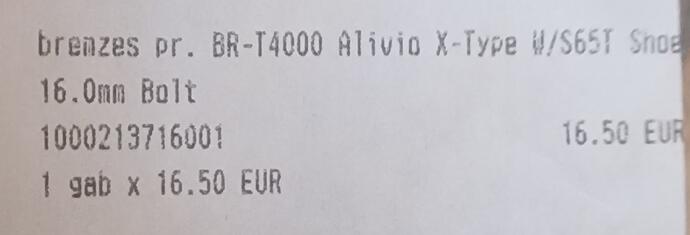 bremzes pr. BR-T4000 Alivio X-Type W/S65T Shoe
16.0mm Bolt
1000213716001 16.50 EUR
1 gab x 16.50 EUR